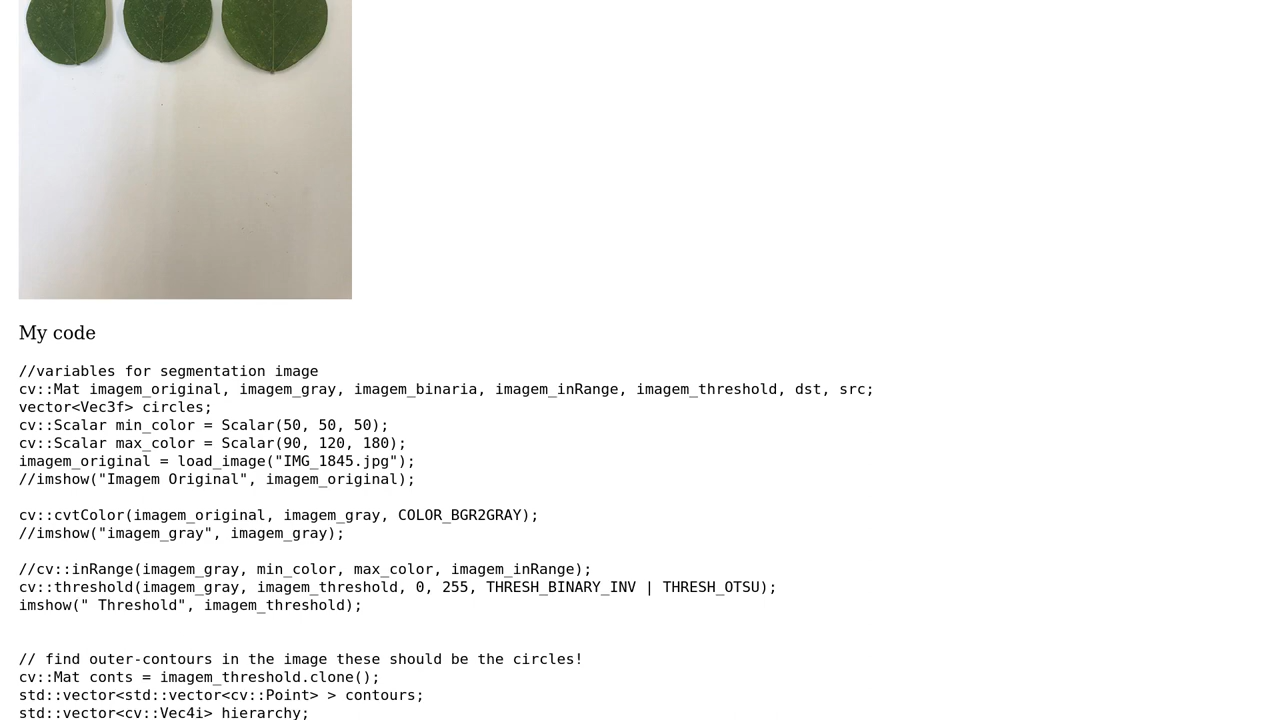 My code
//variables for segmentation image
cv::Mat imagem_original, imagem_gray, imagem_binaria, imagem_inRange, imagem_threshold, dst, src;
vector<Vec3f> circles;
cv::Scalar min_color = Scalar(50, 50, 50);
cv::Scalar max_color = Scalar(90, 120, 180);
imagem_original = load_image("IMG_1845.jpg");
//imshow("Imagem Original", imagem_original);
cv::cvtColor(imagem_original, imagem_gray, COLOR_BGR2GRAY);
//imshow("imagem_gray", imagem_gray);
//cv::inRange(imagem_gray, min_color, max_color, imagem_inRange);
cv::threshold(imagem_gray, imagem_threshold, 0, 255, THRESH_BINARY_INV | THRESH_OTSU);
imshow(" Threshold", imagem_threshold);
// find outer-contours in the image these should be the circles!
cv::Mat conts = imagem_threshold.clone();
std::vector<std::vector<cv::Point> > contours;
std::vector<cv::Vec4i> hierarchy;